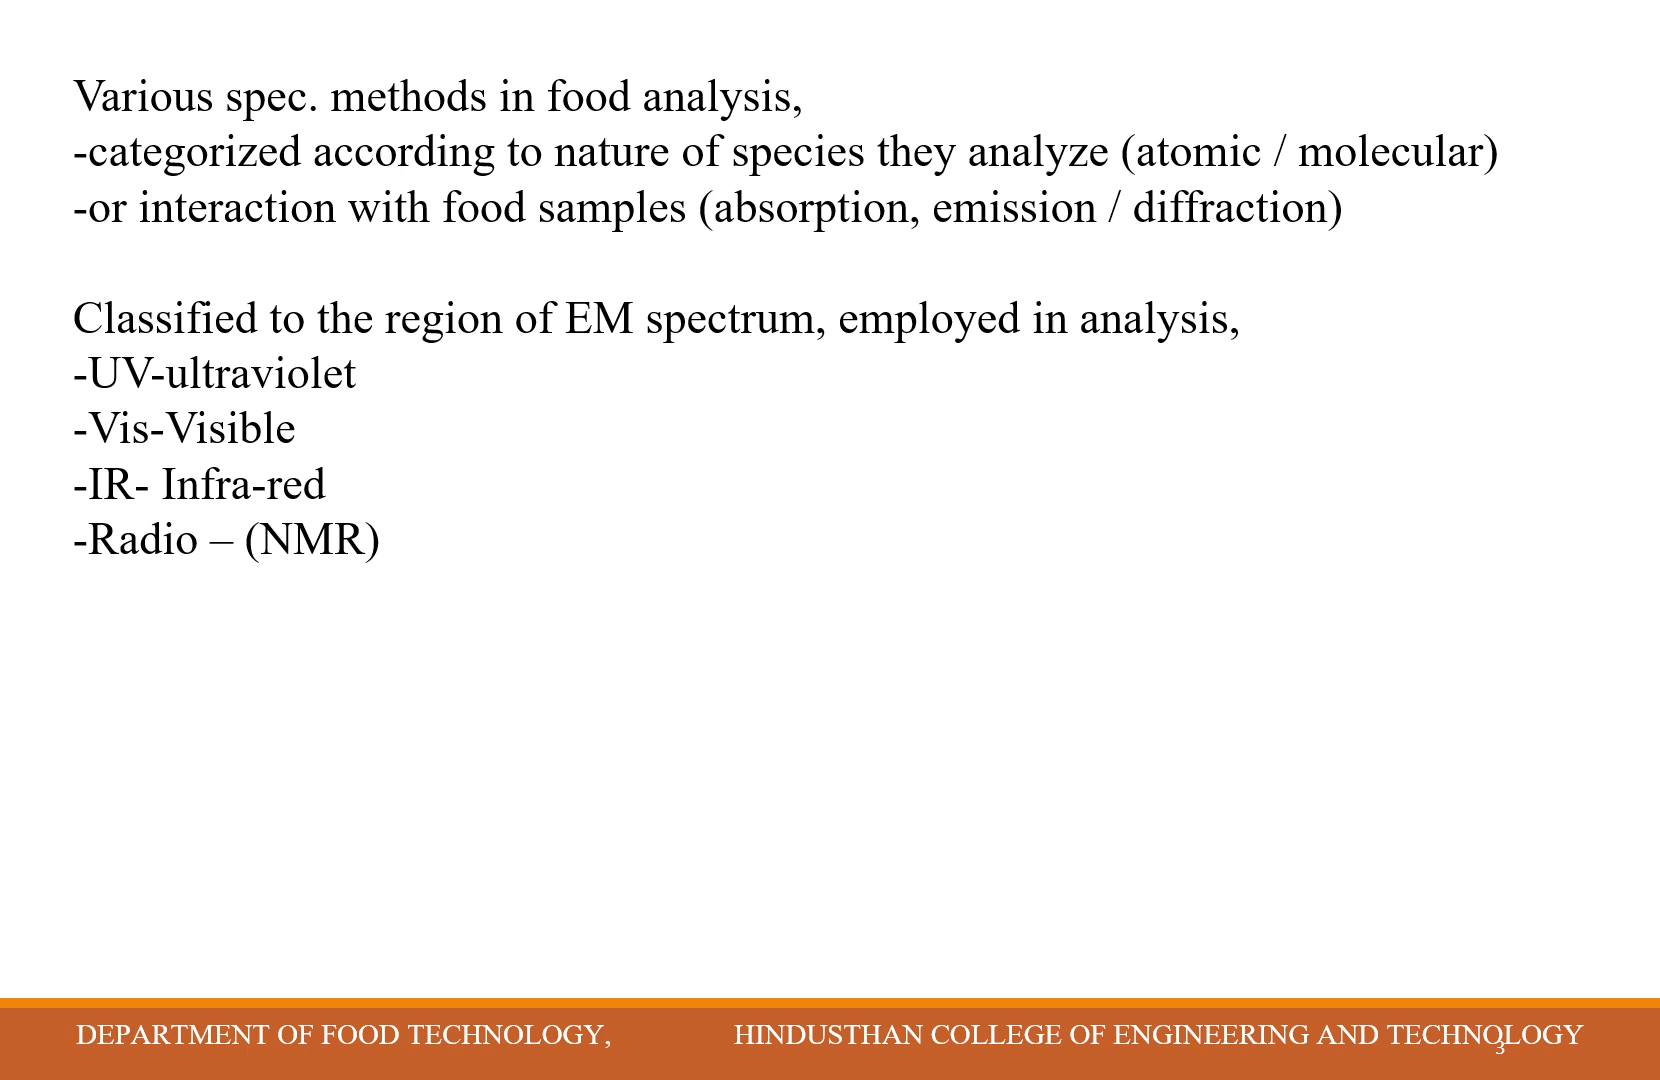 Various spec. methods in food analysis,
-categorized according to nature of species they analyze (atomic / molecular)
-or interaction with food samples (absorption, emission / diffraction)
Classified to the region of EM spectrum, employed in analysis,
-UV-ultraviolet
-Vis-Visible
-IR- Infra-red
-Radio – (NMR)
DEPARTMENT OF FOOD TECHNOLOGY, HINDUSTHAN COLLEGE OF ENGINEERING AND TECHNOLOGY
3